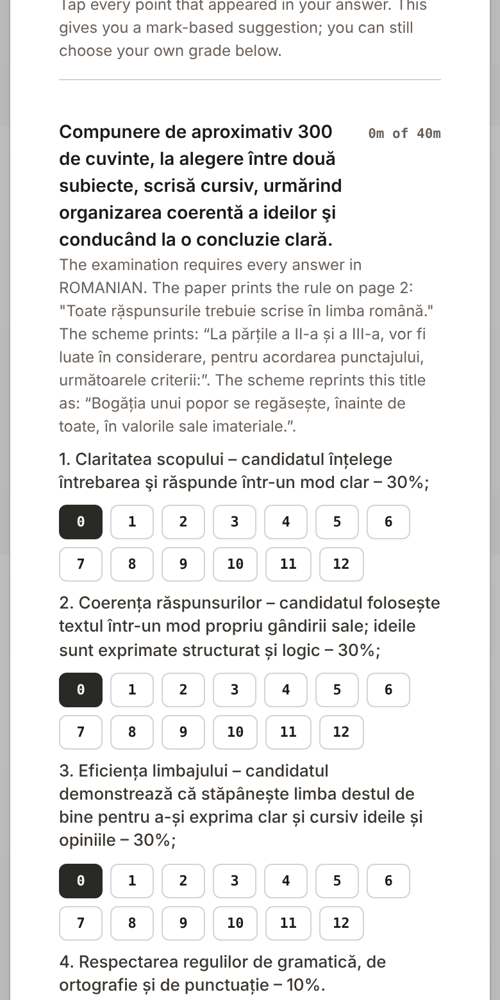 Tap every point that appeared in your answer. This
gives you a mark-based suggestion; you can still
choose your own grade below.
Compunere de aproximativ 300
0m of 40m
de cuvinte, la alegere între două
subiecte, scrisă cursiv, urmărind
organizarea coerentă a ideilor şi
conducând la o concluzie clară.
The examination requires every answer in
ROMANIAN. The paper prints the rule on page 2:
"Toate răspunsurile trebuie scrise în limba română."
The scheme prints: “La părțile a II-a și a III-a, vor fi
luate în considerare, pentru acordarea punctajului,
următoarele criterii:”. The scheme reprints this title
as: “Bogăția unui popor se regăsește, înainte de
toate, în valorile sale imateriale.”.
1. Claritatea scopului – candidatul înțelege
întrebarea şi răspunde într-un mod clar – 30%;
0 1 2 3 4 5 6
7 8 9 10 11 12
2. Coerența răspunsurilor – candidatul folosește
textul într-un mod propriu gândirii sale; ideile
sunt exprimate structurat și logic – 30%;
0 1 2 3 4 5 6
7 8 9 10 11 12
3. Eficiența limbajului – candidatul
demonstrează că stăpânește limba destul de
bine pentru a-și exprima clar și cursiv ideile și
opiniile – 30%;
0 1 2 3 4 5 6
7 8 9 10 11 12
4. Respectarea regulilor de gramatică, de
ortografie și de punctuație – 10%.